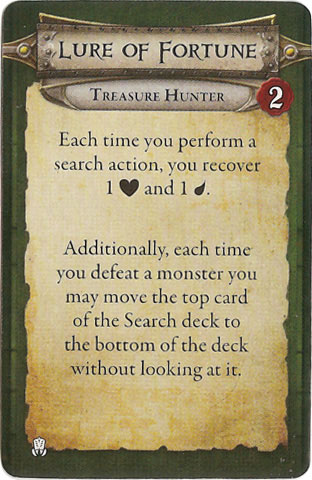 Lure of Fortune
Treasure Hunter
2
Each time you perform a
search action, you recover
1 and 1 .
Additionally, each time
you defeat a monster you
may move the top card
of the Search deck to
the bottom of the deck
without looking at it.